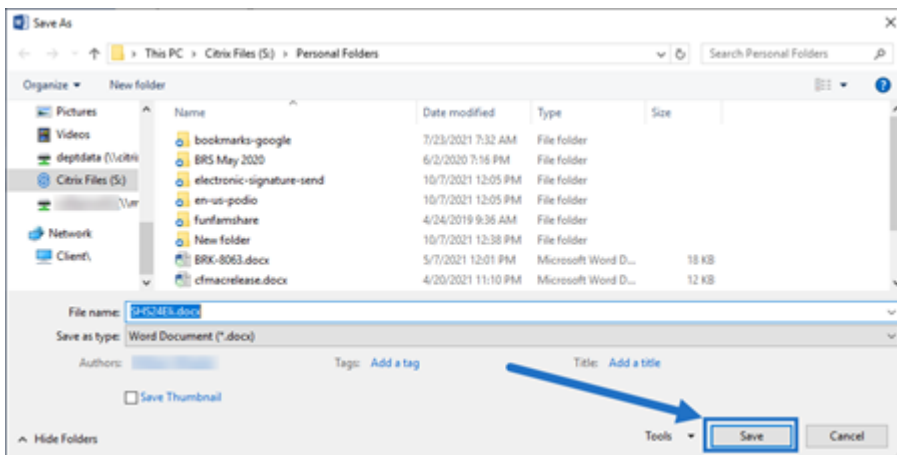 Save As
This PC > Citrix Files (S:) > Personal Folders
Search Personal Folders
Organize
New folder
Name Date modified Type Size
Pictures
Videos
deptdata (\\citri
Citrix Files (S:)
Network
Client\
bookmarks-google 7/23/2021 7:32 AM File folder
BRS May 2020 6/2/2020 7:16 PM File folder
electronic-signature-send 10/7/2021 12:05 PM File folder
en-us-podio 10/7/2021 12:05 PM File folder
funfamshare 4/24/2019 9:36 AM File folder
New folder 10/7/2021 12:38 PM File folder
BRK-8063.docx 5/7/2021 12:01 PM Microsoft Word D... 18 KB
cfmacrelease.docx 4/20/2021 11:10 PM Microsoft Word D... 12 KB
File name:
Save as type: Word Document (*.docx)
Authors:
Tags: Add a tag
Title: Add a title
Save Thumbnail
Hide Folders
Tools
Save
Cancel